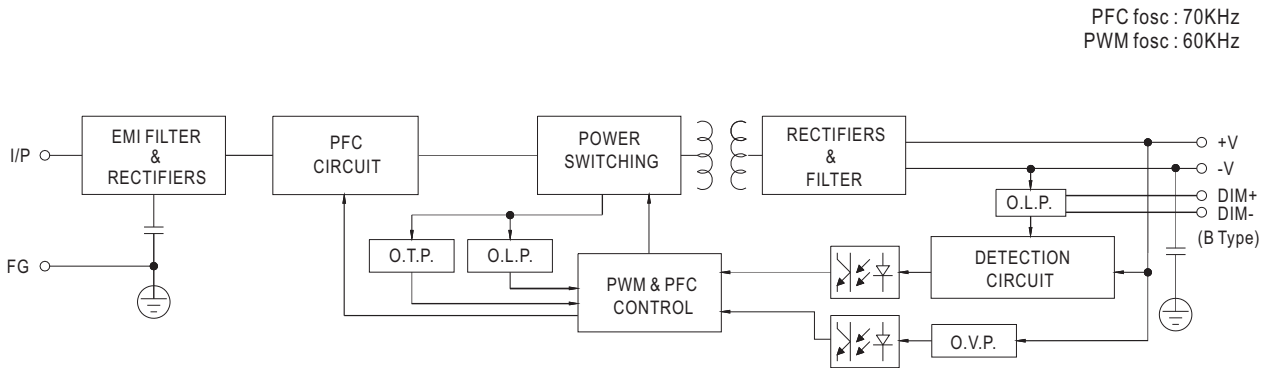 PFC fosc : 70KHz
PWM fosc : 60KHz
I/P
EMI FILTER
&
RECTIFIERS
PFC
CIRCUIT
POWER
SWITCHING
RECTIFIERS
&
FILTER
+V
-V
DIM+
DIM-
(B Type)
O.L.P.
FG
O.T.P.
O.L.P.
PWM & PFC
CONTROL
DETECTION
CIRCUIT
O.V.P.